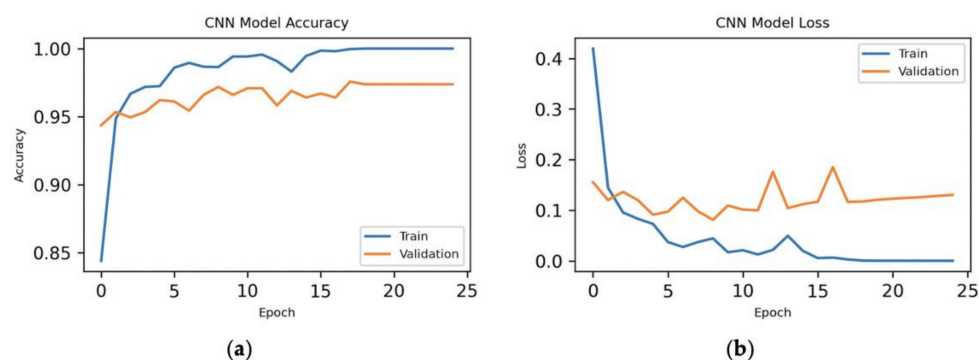 CNN Model Accuracy
1.00
0.95
0.90
0.85
Accuracy
Train
Validation
0 5 10 15 20 25
Epoch
(a)
CNN Model Loss
0.4
0.3
0.2
0.1
0.0
Loss
Train
Validation
0 5 10 15 20 25
Epoch
(b)